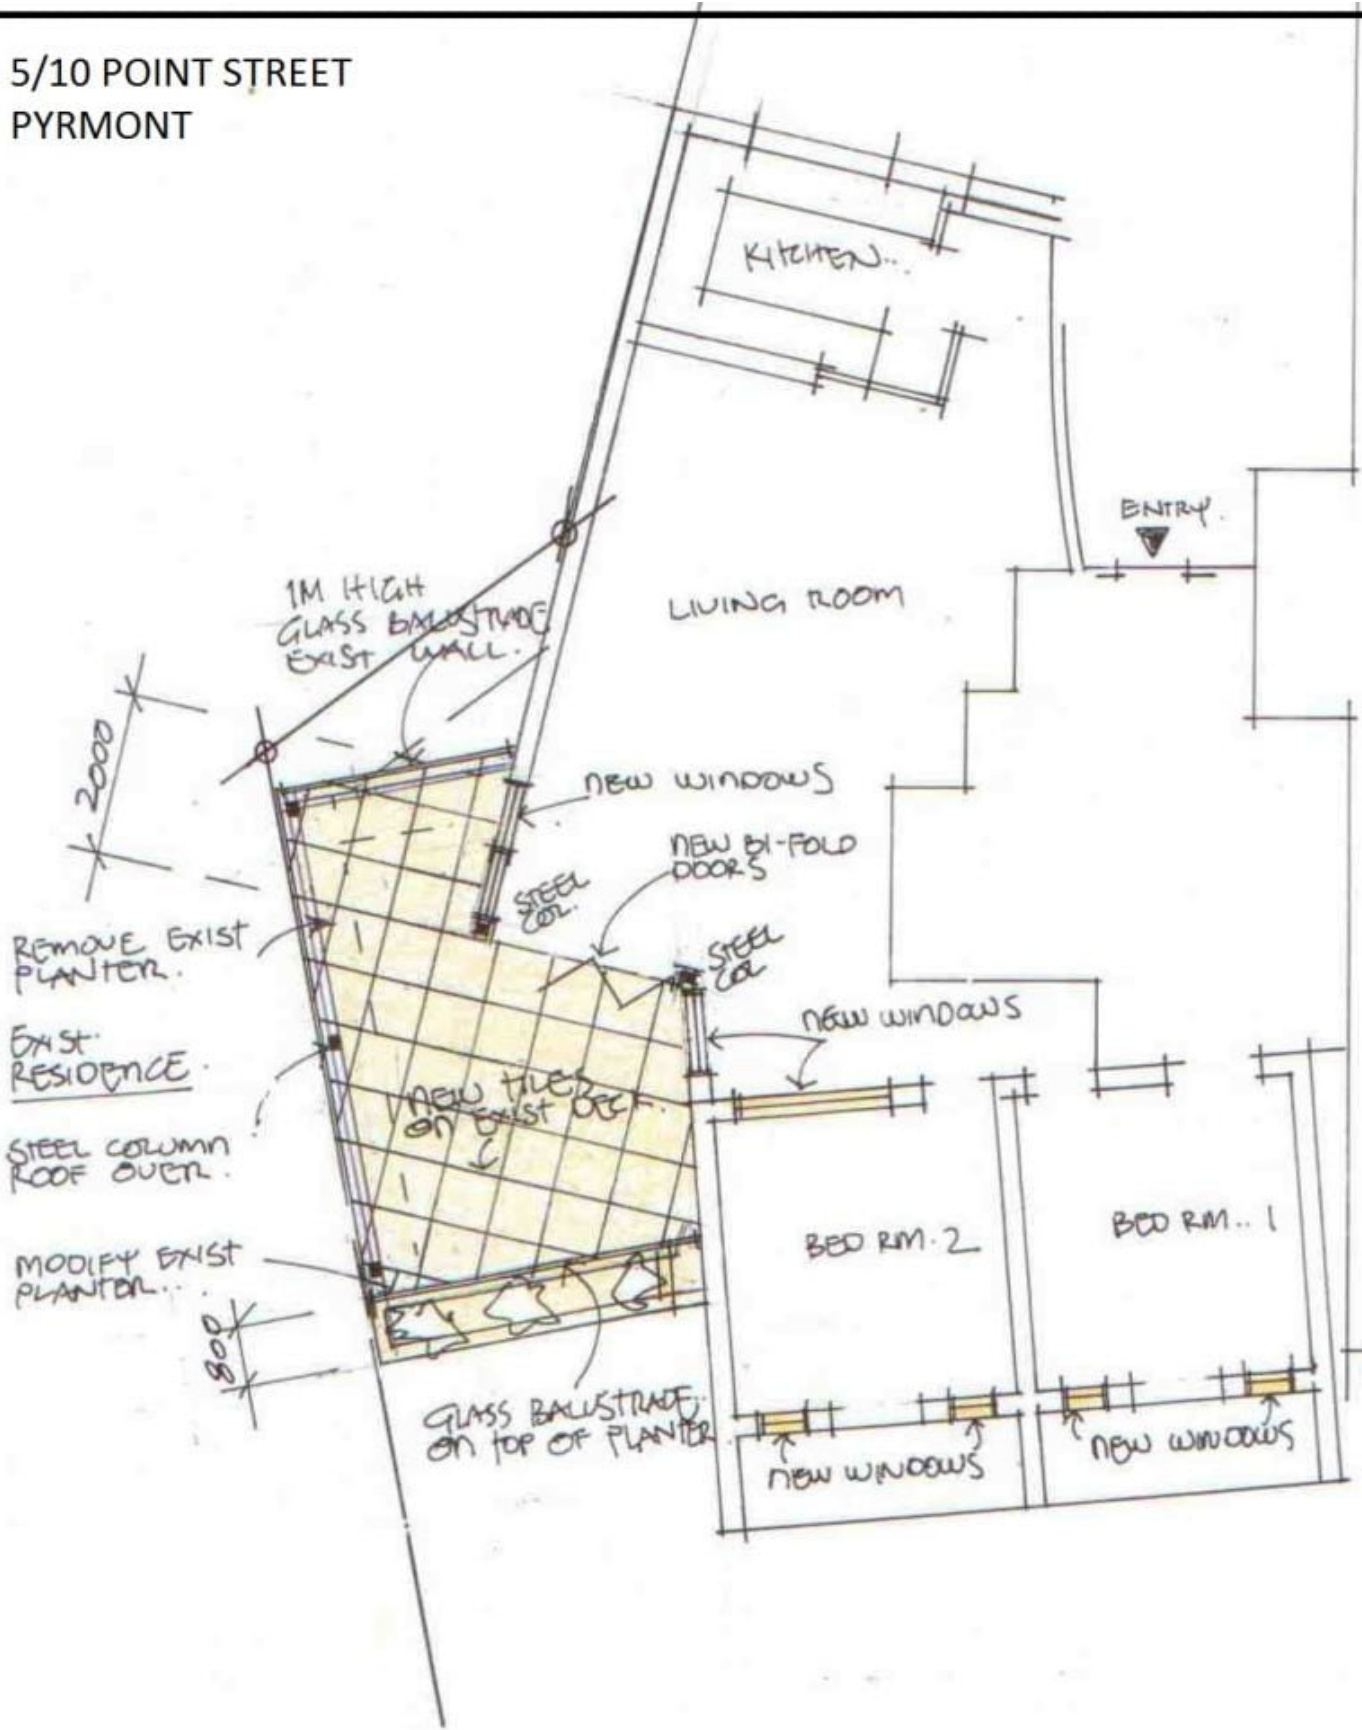 5/10 POINT STREET
PYRMONT
KITCHEN..
ENTRY.
1M HIGH
GLASS BALUSTRADE
EXIST WALL.
LIVING ROOM
2000
NEW WINDOWS
NEW BI-FOLD
DOORS
STEEL
COL.
STEEL
COL
REMOVE EXIST
PLANTER.
NEW WINDOWS
EXIST.
RESIDENCE.
NEW TILES
ON EXIST DECK.
STEEL COLUMN
ROOF OVER.
BED RM. 2
BED RM.. 1
MODIFY EXIST
PLANTER...
800
GLASS BALUSTRADE
ON TOP OF PLANTER
NEW WINDOWS
NEW WINDOWS